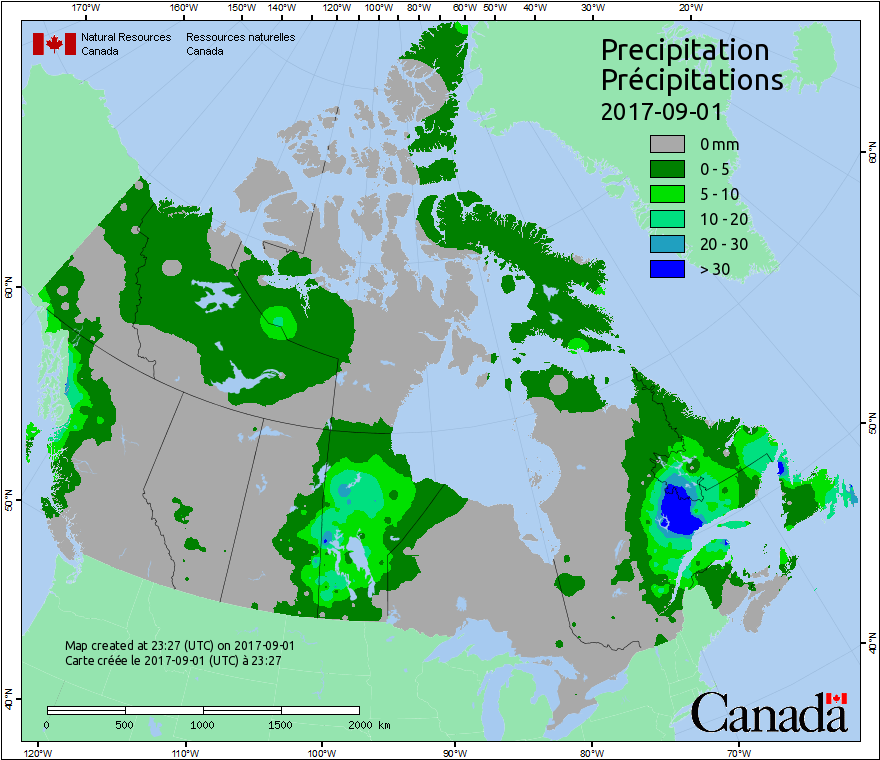 170°W 160°W 150°W 140°W 120°W 100°W 80°W 60°W 50°W 40°W 30°W 20°W
Natural Resources Ressources naturelles
Canada Canada
Precipitation
Précipitations
2017-09-01
0 mm
0 - 5
5 - 10
10 - 20
20 - 30
> 30
60°N
50°N
40°N
60°N
50°N
40°N
Map created at 23:27 (UTC) on 2017-09-01
Carte créée le 2017-09-01 (UTC) à 23:27
0 500 1000 1500 2000 km
Canada
120°W 110°W 100°W 90°W 80°W 70°W